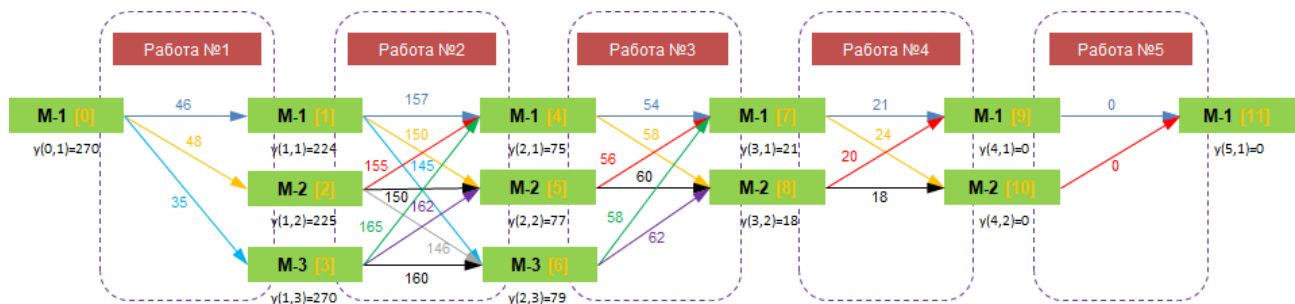 Работа №1 Работа №2 Работа №3 Работа №4 Работа №5
46 157 54 21 0
M-1 [0] M-1 [1] M-1 [4] M-1 [7] M-1 [9] M-1 [11]
48 150 58 24
y(0,1)=270 y(1,1)=224 y(2,1)=75 y(3,1)=21 y(4,1)=0 y(5,1)=0
155 145 56 20 0
35 M-2 [2] 150 M-2 [5] 60 M-2 [8] 18 M-2 [10]
162
y(1,2)=225 y(2,2)=77 y(3,2)=18 y(4,2)=0
165 146 58 62
M-3 [3] 160 M-3 [6]
y(1,3)=270 y(2,3)=79